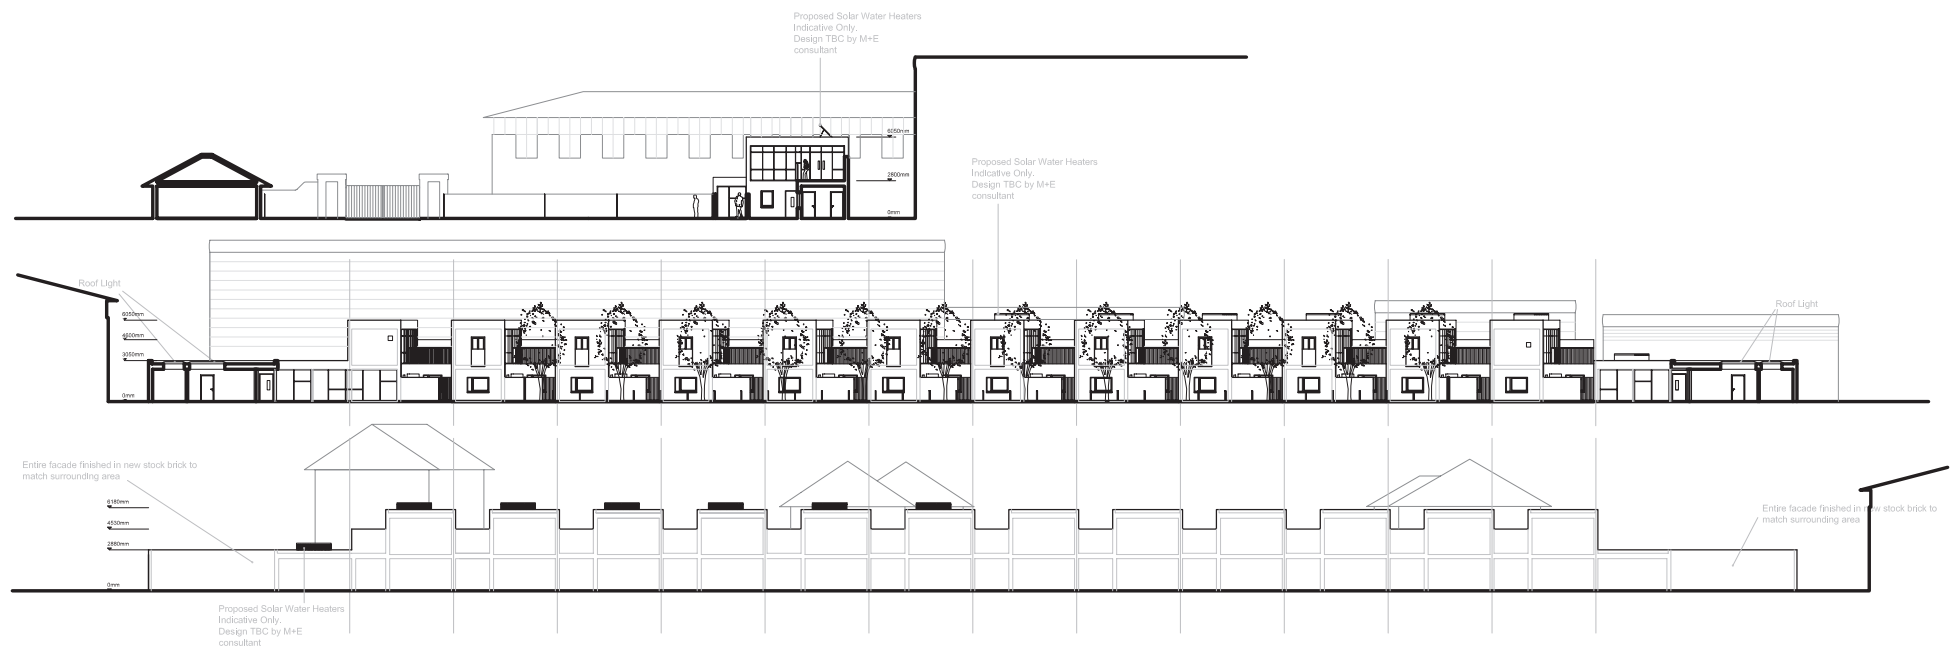 Proposed Solar Water Heaters
Indicative Only.
Design TBC by M+E
consultant
6050mm
2800mm
0mm
Proposed Solar Water Heaters
Indicative Only.
Design TBC by M+E
consultant
Roof Light
6050mm
4600mm
3050mm
0mm
Roof Light
Entire facade finished in new stock brick to
match surrounding area
6180mm
4530mm
2880mm
0mm
Entire facade finished in new stock brick to
match surrounding area
Proposed Solar Water Heaters
Indicative Only.
Design TBC by M+E
consultant